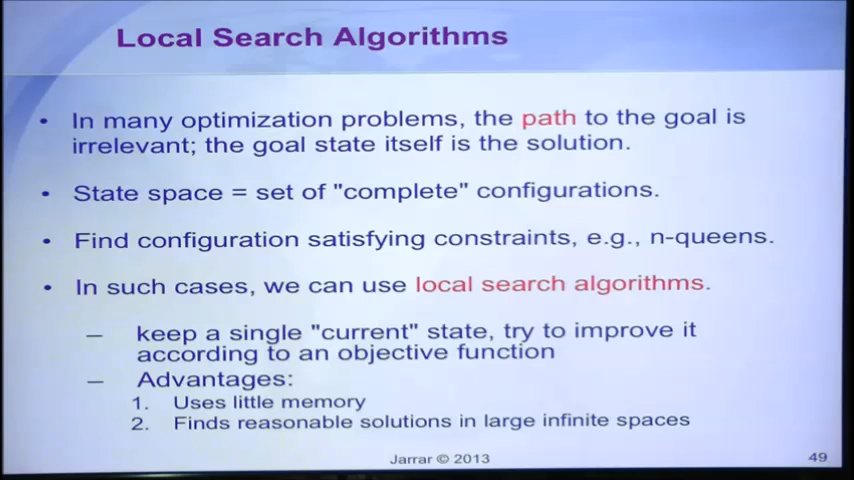 Local Search Algorithms
• In many optimization problems, the path to the goal is
irrelevant; the goal state itself is the solution.
• State space = set of "complete" configurations.
• Find configuration satisfying constraints, e.g., n-queens.
• In such cases, we can use local search algorithms.
– keep a single "current" state, try to improve it
according to an objective function
– Advantages:
1. Uses little memory
2. Finds reasonable solutions in large infinite spaces
Jarrar © 2013
49